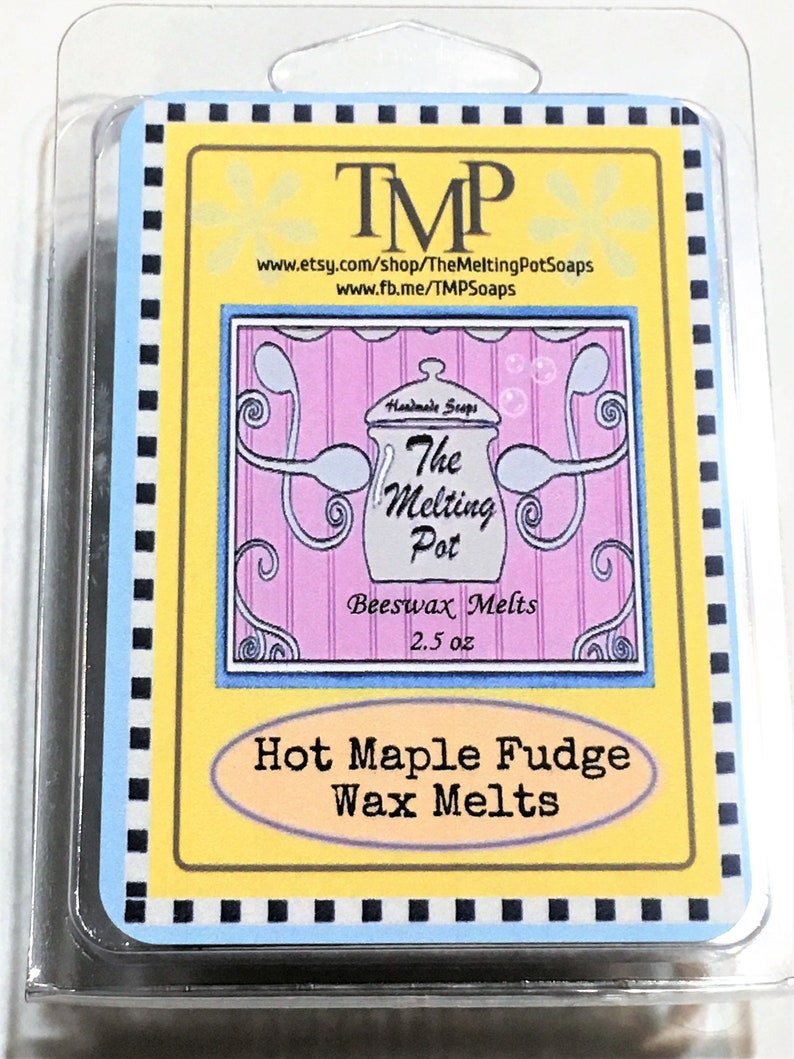 TMP
www.etsy.com/shop/TheMeltingPotSoaps
www.fb.me/TMPSoaps
Handmade Soaps
The
Melting
Pot
Beeswax Melts
2.5 oz
Hot Maple Fudge
Wax Melts